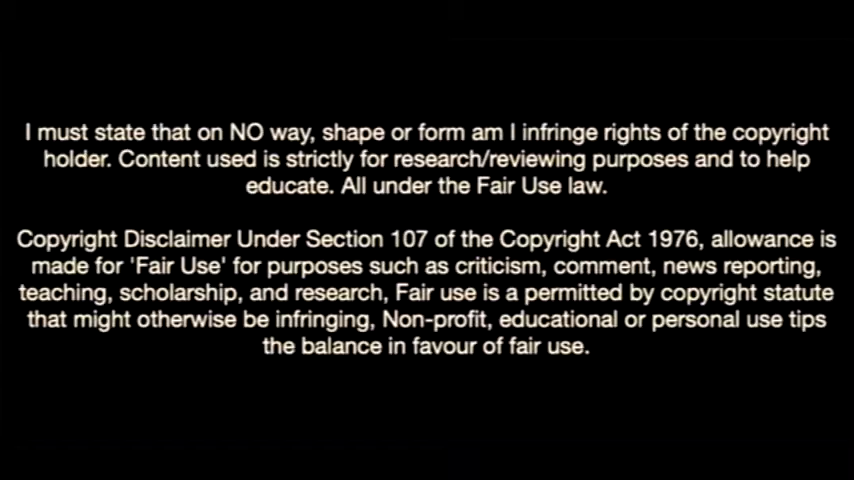 I must state that on NO way, shape or form am I infringe rights of the copyright
holder. Content used is strictly for research/reviewing purposes and to help
educate. All under the Fair Use law.
Copyright Disclaimer Under Section 107 of the Copyright Act 1976, allowance is
made for 'Fair Use' for purposes such as criticism, comment, news reporting,
teaching, scholarship, and research, Fair use is a permitted by copyright statute
that might otherwise be infringing, Non-profit, educational or personal use tips
the balance in favour of fair use.